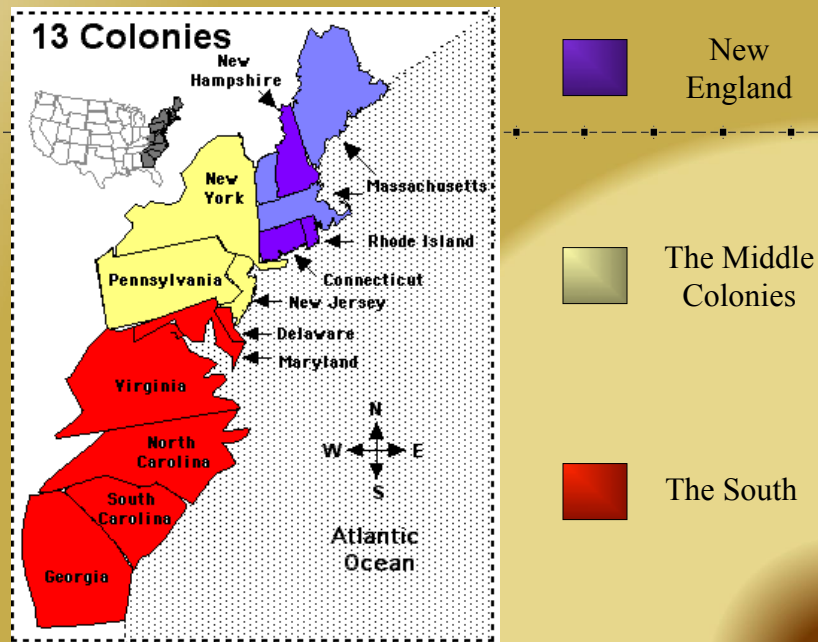 13 Colonies
New
Hampshire
New
York
Massachusetts
Rhode Island
Connecticut
Pennsylvania
New Jersey
Delaware
Maryland
Virginia
North
Carolina
South
Carolina
Georgia
N
W
E
S
Atlantic
Ocean
New
England
The Middle
Colonies
The South